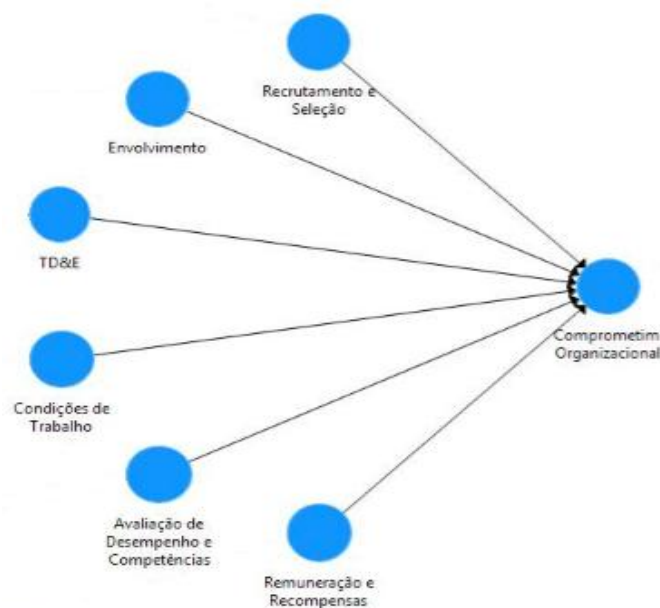 Recrutamento e
Seleção
Envolvimento
TD&E
Comprometim
Organizacional
Condições de
Trabalho
Avaliação de
Desempenho e
Competências
Remuneração e
Recompensas